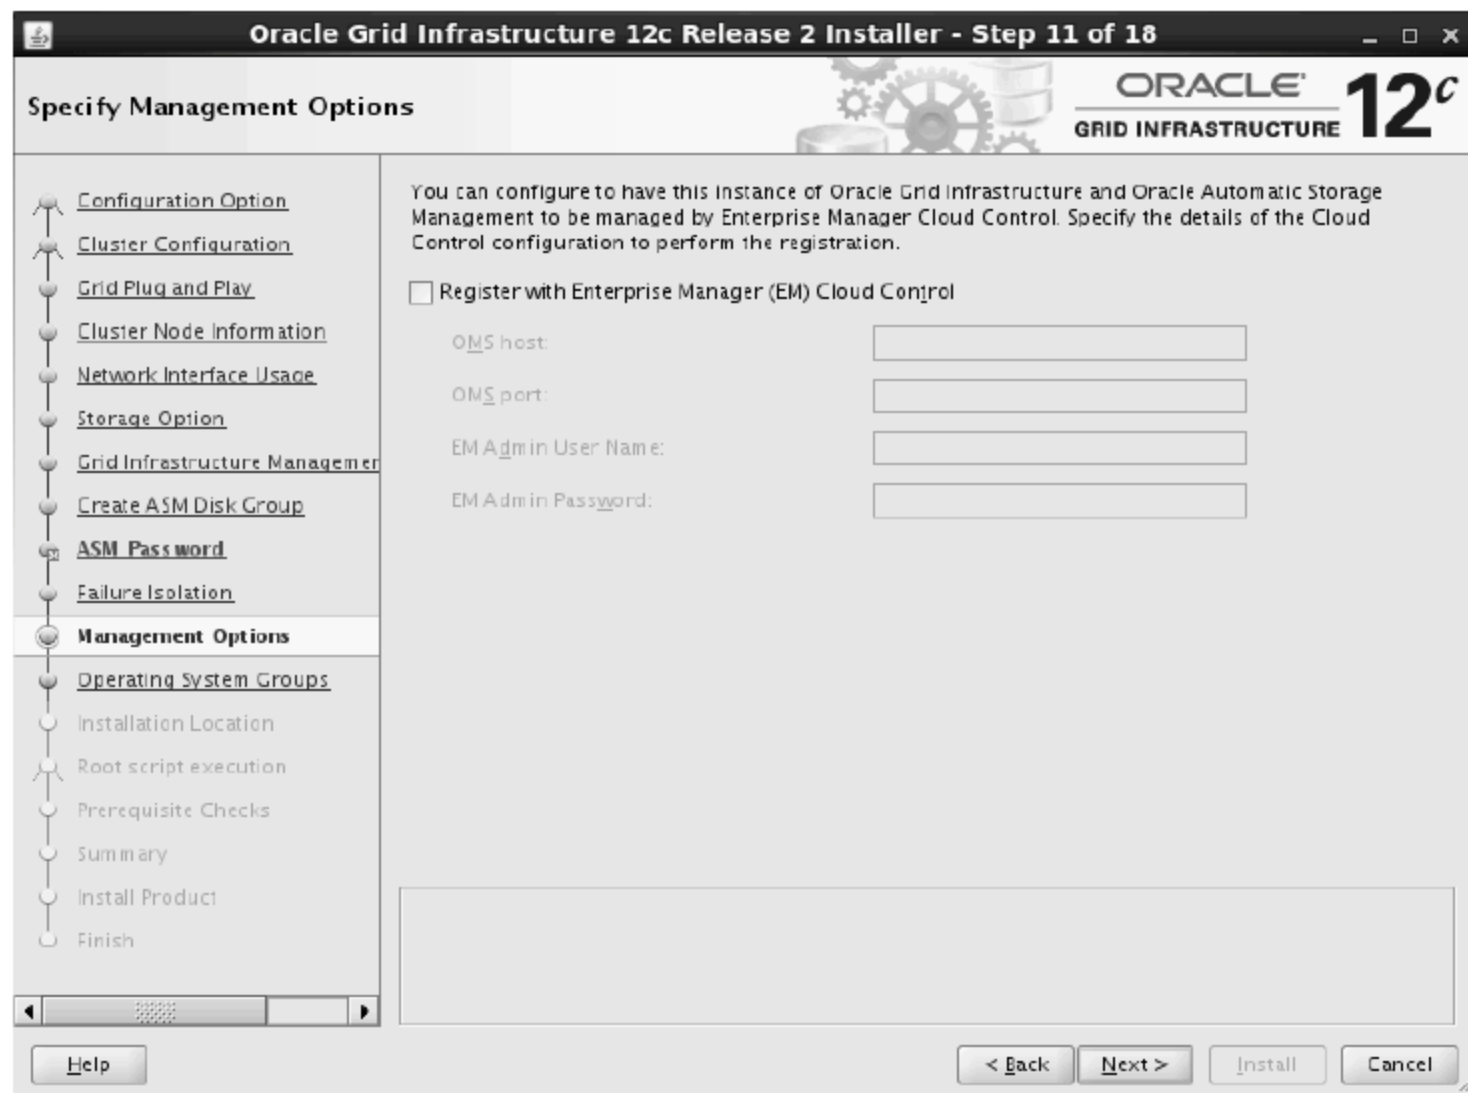 Oracle Grid Infrastructure 12c Release 2 Installer - Step 11 of 18
Specify Management Options
ORACLE
GRID INFRASTRUCTURE
12c
Configuration Option
Cluster Configuration
Grid Plug and Play
Cluster Node Information
Network Interface Usage
Storage Option
Grid Infrastructure Managemen
Create ASM Disk Group
ASM Password
Failure Isolation
Management Options
Operating System Groups
Installation Location
Root script execution
Prerequisite Checks
Summary
Install Product
Finish
You can configure to have this instance of Oracle Grid Infrastructure and Oracle Automatic Storage
Management to be managed by Enterprise Manager Cloud Control. Specify the details of the Cloud
Control configuration to perform the registration.
Register with Enterprise Manager (EM) Cloud Control
OMS host:
OMS port:
EM Admin User Name:
EM Admin Password:
Help
< Back
Next >
Install
Cancel